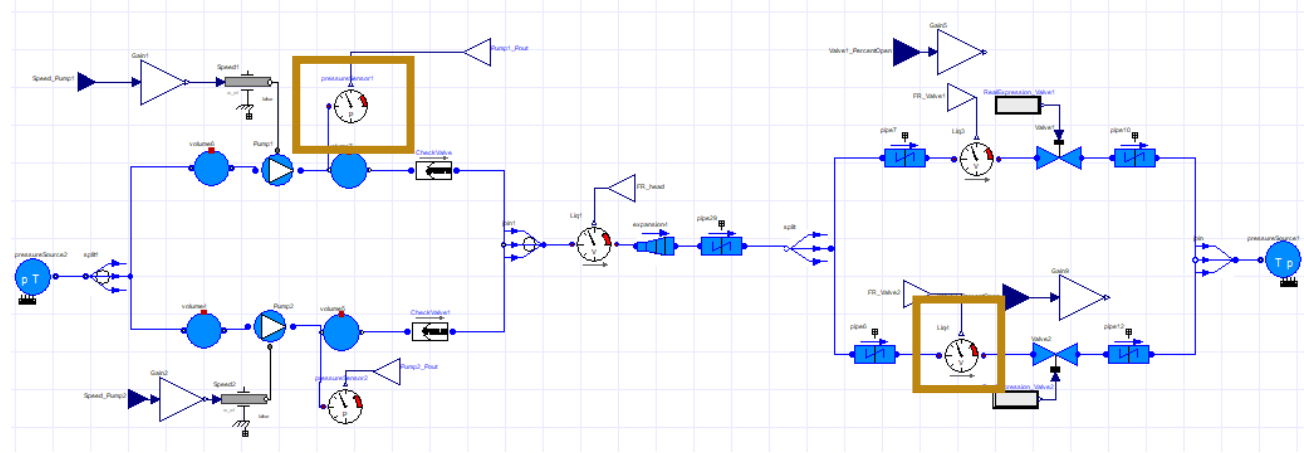 Gain5
Valve1_PercentOpen
Pump1_Pout
Gain1
Speed1
Speed_Pump1
pressureSensor1
P
FR_Valve1
RealExpression_Valve1
volume6
Pump1
CheckValve
pipe7
Liq3
V
Valve1
pipe10
FR_head
Liq1
V
join1
expansion1
pipe29
split
join
pressureSource1
T p
pressureSource2
p T
split1
Gain8
FR_Valve2
volume4
Pump2
volume5
CheckValve1
pipe6
V
Valve2
pipe12
Gain2
Speed2
Speed_Pump2
pressureSensor2
Pump2_Pout
P